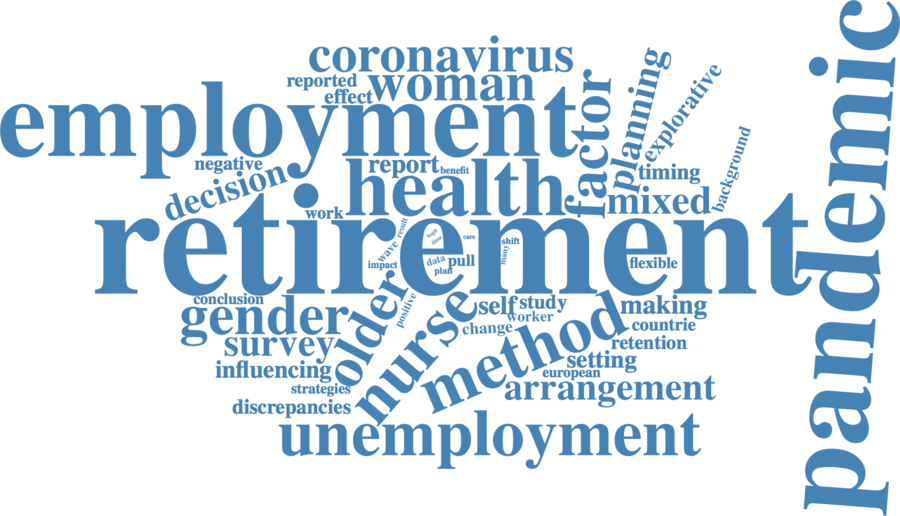 coronavirus
reported
woman
effect
employment
factor
planning
explorative
pandemic
negative
report
benefit
timing
background
decision
health
mixed
work
retirement
result
wave
logit
time
care
shift
many
impact
data
plan
pull
flexible
conclusion
gender
older
positive
nurse
self
study
making
worker
change
method
countrie
survey
retention
influencing
setting
european
strategies
arrangement
discrepancies
unemployment